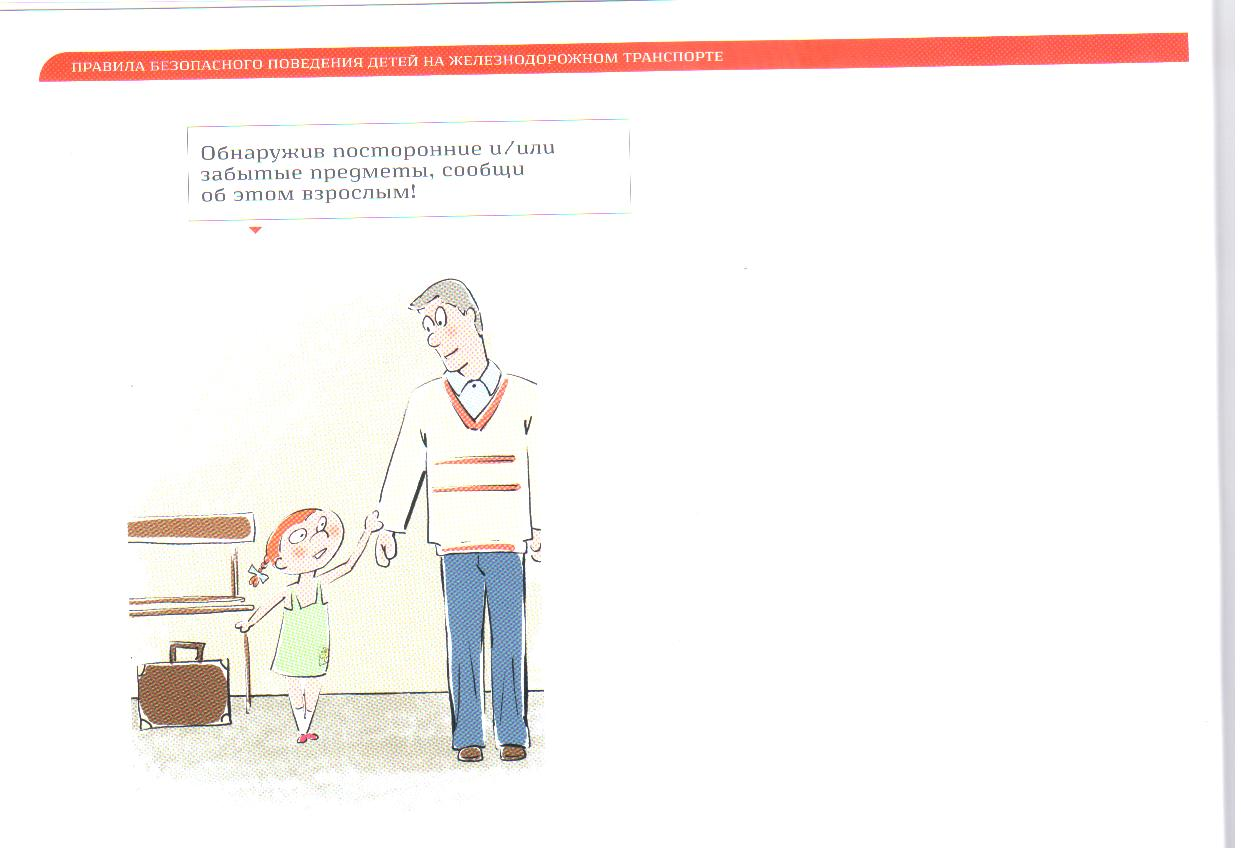 ПРАВИЛА БЕЗОПАСНОГО ПОВЕДЕНИЯ ДЕТЕЙ НА ЖЕЛЕЗНОДОРОЖНОМ ТРАНСПОРТЕ
Обнаружив посторонние и/или
забытые предметы, сообщи
об этом взрослым!